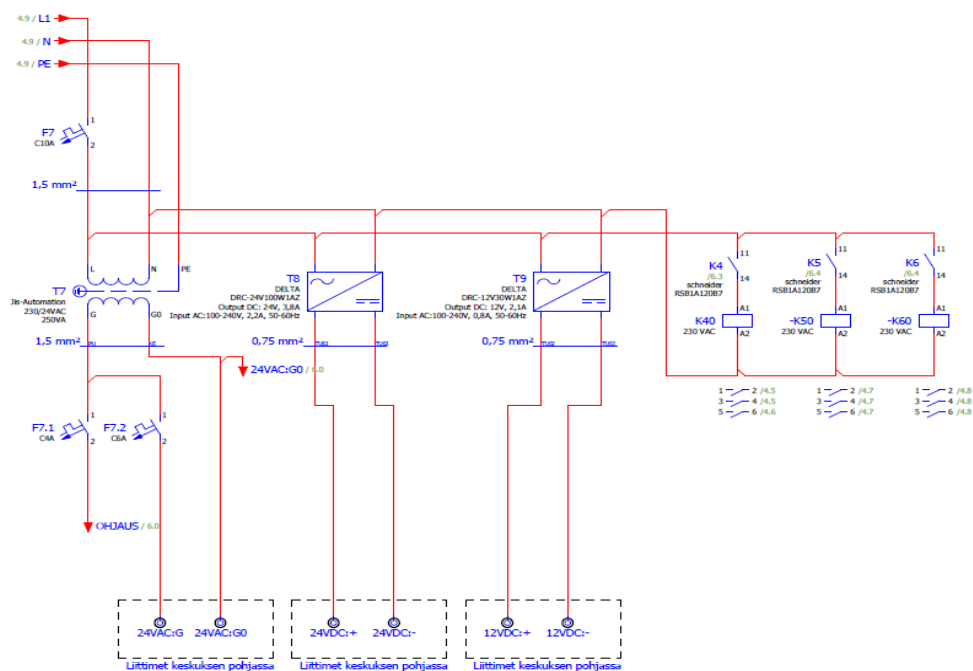 4.9 / L1
4.9 / N
4.9 / PE
F7
C10A
1
2
1,5 mm²
L
N
PE
T7
Jis-Automation
230/24VAC
250VA
G
G0
1,5 mm²
T8
DELTA
DRC-24V100W1AZ
Output DC: 24V, 3,8A
Input AC:100-240V, 2,2A, 50-60Hz
0,75 mm²
T9
DELTA
DRC-12V30W1AZ
Output DC: 12V, 2,1A
Input AC:100-240V, 0,8A, 50-60Hz
0,75 mm²
K4
/6.3
schneider
RSB1A120B7
11
14
K5
/6.4
schneider
RSB1A120B7
11
14
K6
/6.4
schneider
RSB1A120B7
11
14
K40
230 VAC
A1
A2
-K50
230 VAC
A1
A2
-K60
230 VAC
A1
A2
1 2 /4.5
3 4 /4.5
5 6 /4.6
1 2 /4.7
3 4 /4.7
5 6 /4.7
1 2 /4.8
3 4 /4.8
5 6 /4.8
24VAC:G0 / 6.0
F7.1
C4A
1
2
F7.2
C6A
1
2
OHJAUS / 6.0
24VAC:G
24VAC:G0
Liittimet keskuksen pohjassa
24VDC:+
24VDC:-
Liittimet keskuksen pohjassa
12VDC:+
12VDC:-
Liittimet keskuksen pohjassa